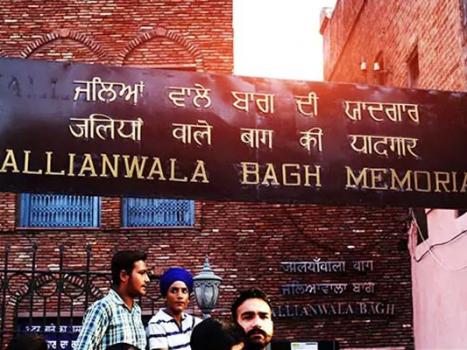 ਜਲਿਆਂ ਵਾਲੇ ਬਾਗ ਦੀ ਯਾਦਗਾਰ
जलियां वाले बाग की यादगार
ALLIANWALA BAGH MEMORIA
जलियाँवाला बाग
ਜਲਿਆਂਵਾਲਾ ਬਾਗ
ALLIANWALA BAGH